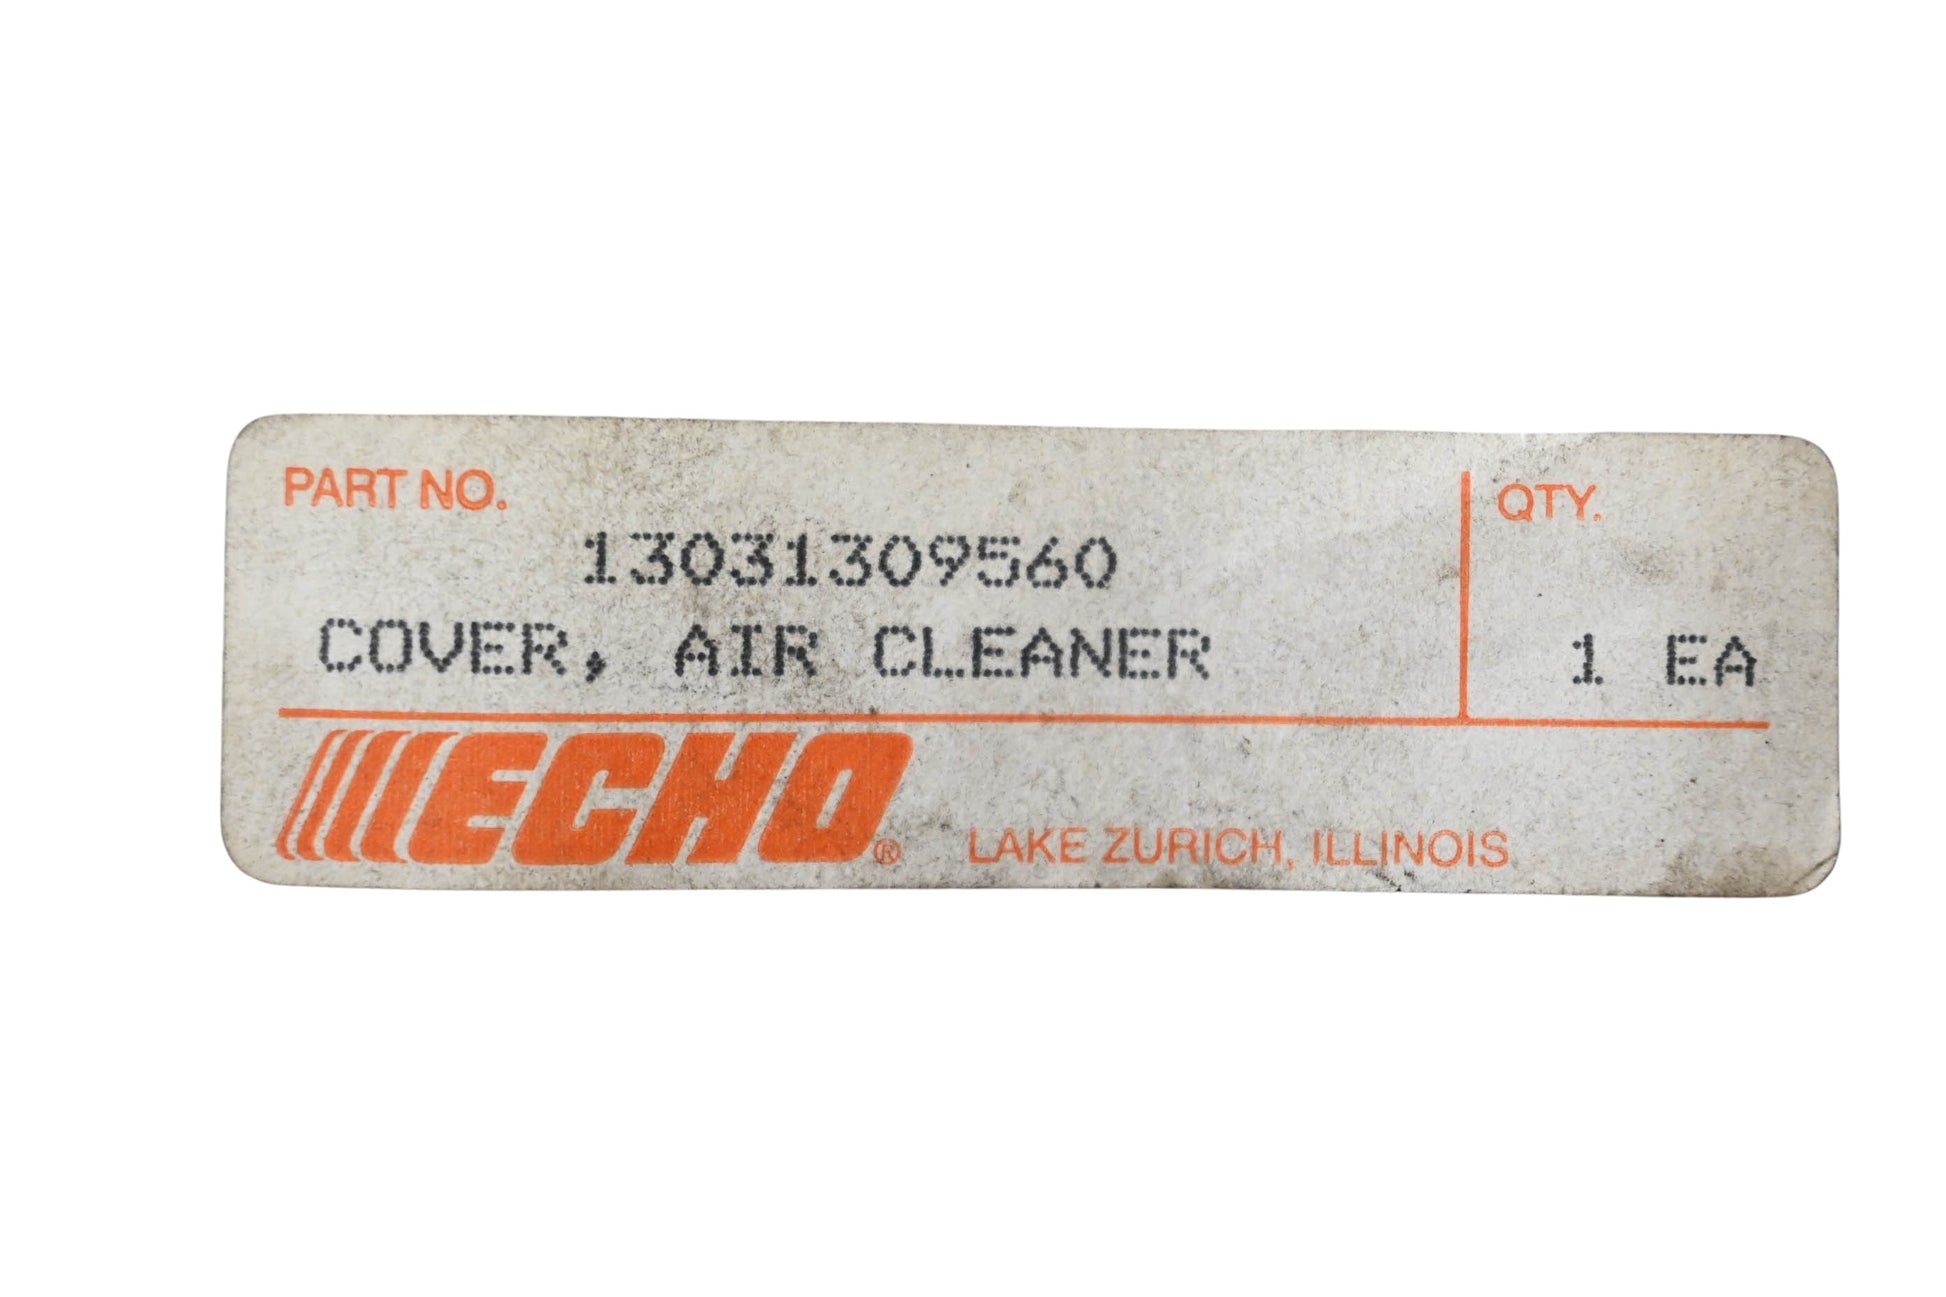 PART NO.
QTY.
13031309560
COVER, AIR CLEANER
1 EA
ECHO®
LAKE ZURICH, ILLINOIS